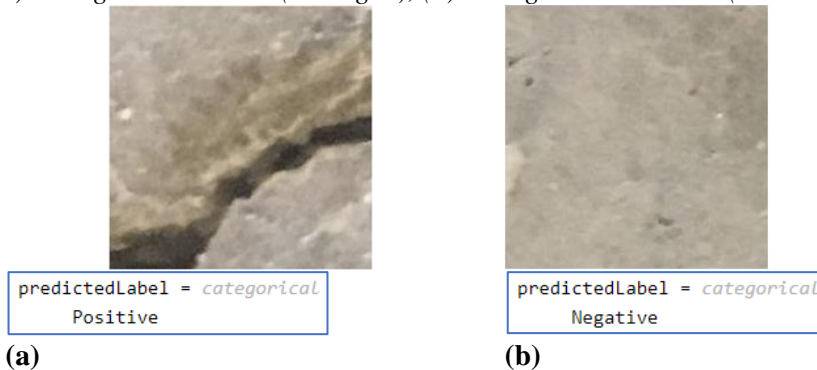 predictedLabel = categorical
Positive
predictedLabel = categorical
Negative
(a)
(b)